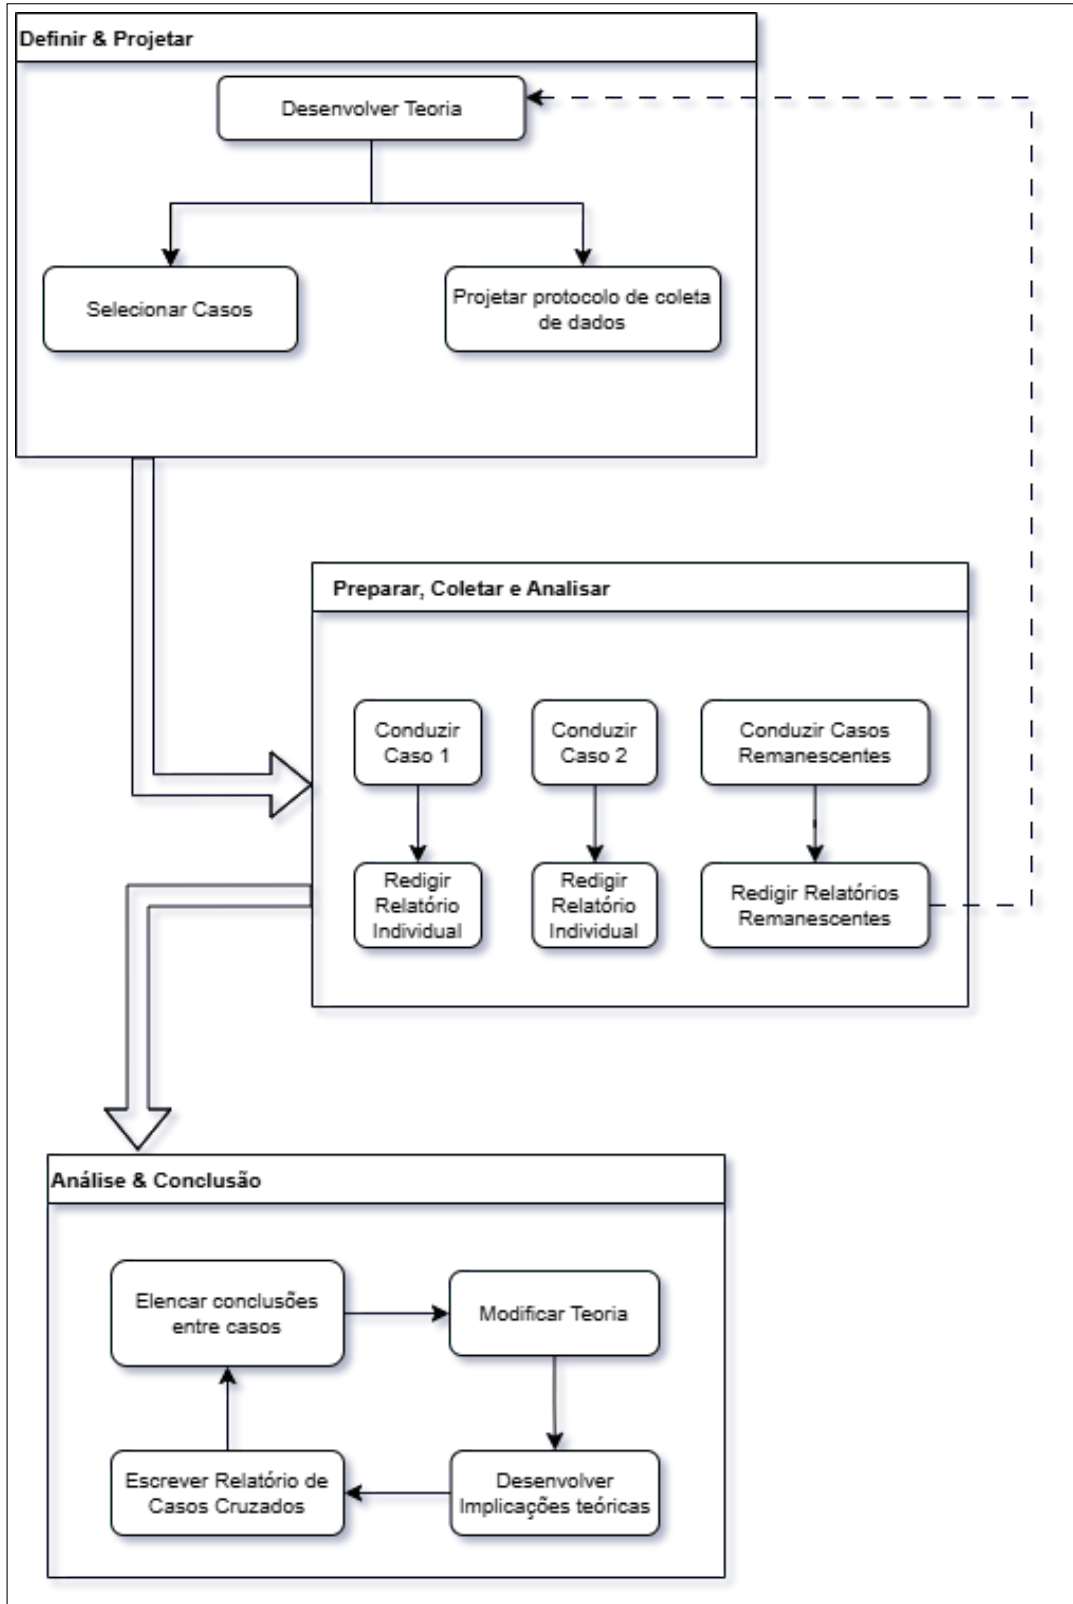 Definir & Projetar
Desenvolver Teoria
Selecionar Casos
Projetar protocolo de coleta
de dados
Preparar, Coletar e Analisar
Conduzir
Caso 1
Conduzir
Caso 2
Conduzir Casos
Remanescentes
Redigir
Relatório
Individual
Redigir
Relatório
Individual
Redigir Relatórios
Remanescentes
Análise & Conclusão
Elencar conclusões
entre casos
Modificar Teoria
Escrever Relatório de
Casos Cruzados
Desenvolver
Implicações teóricas